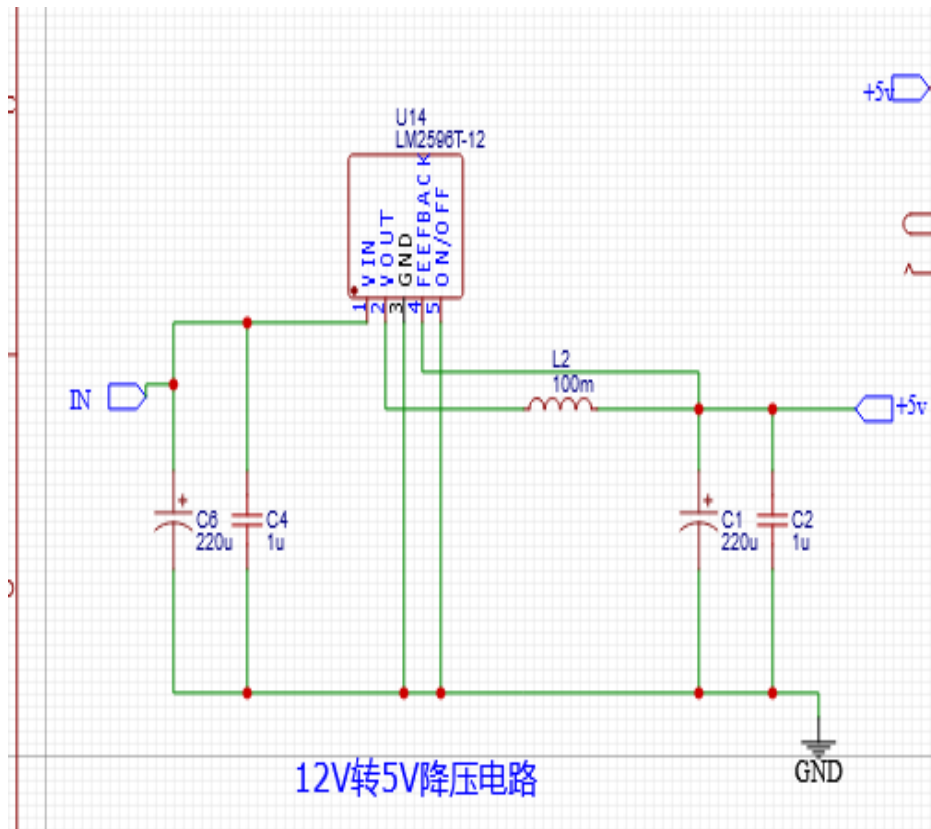 +5v
U14
LM2596T-12
VIN
VOUT
GND
FEEFBACK
ON/OFF
1
2
3
4
5
L2
100m
IN
+5v
C6
220u
C4
1u
C1
220u
C2
1u
GND
12V转5V降压电路